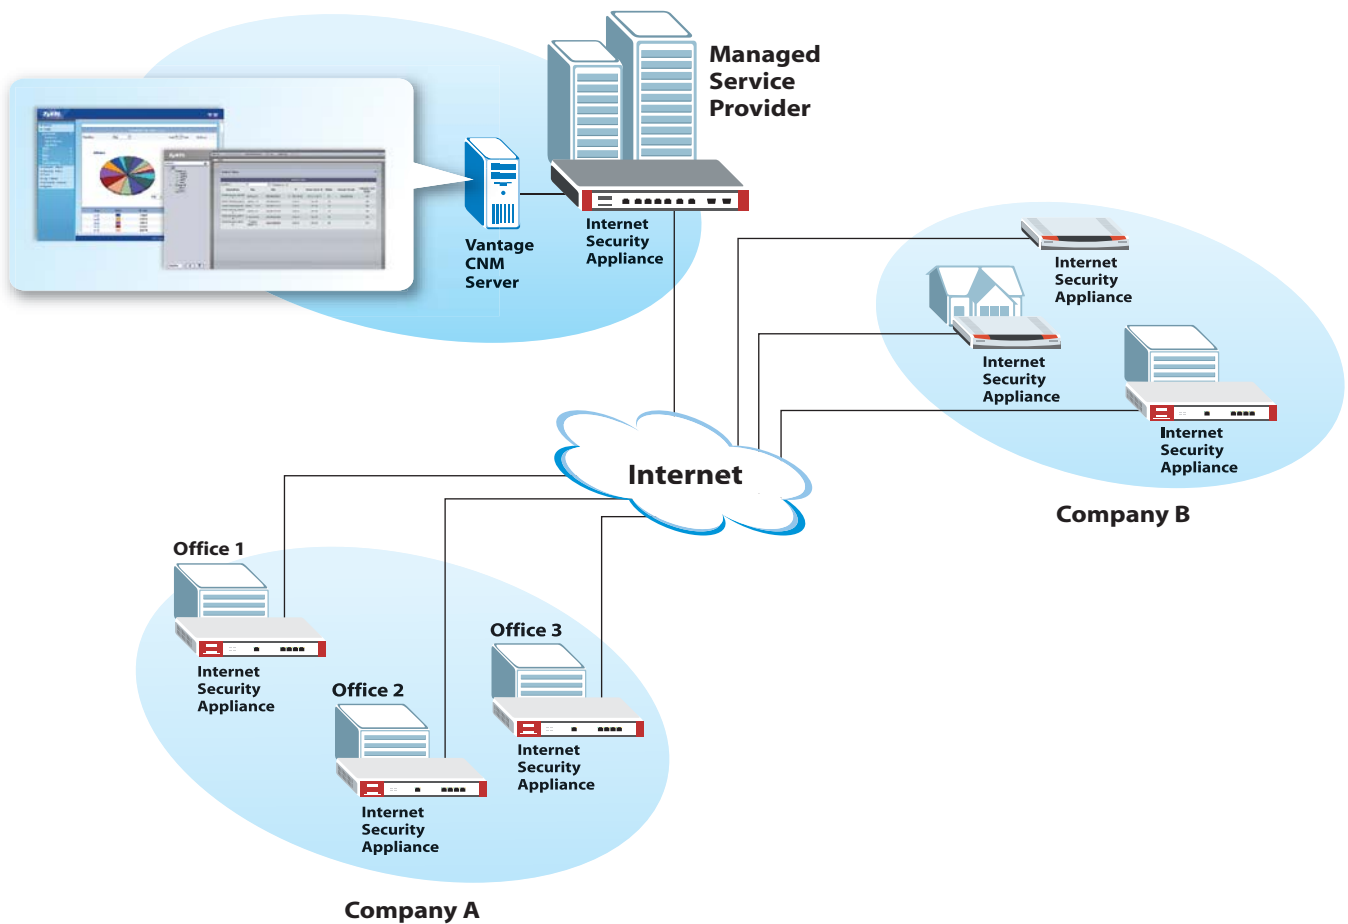 Managed
Service
Provider
ZyXEL
Vantage
CNM
Server
Internet
Security
Appliance
Internet
Security
Appliance
Internet
Security
Appliance
Internet
Security
Appliance
Company B
Internet
Office 1
Internet
Security
Appliance
Office 2
Internet
Security
Appliance
Office 3
Internet
Security
Appliance
Company A